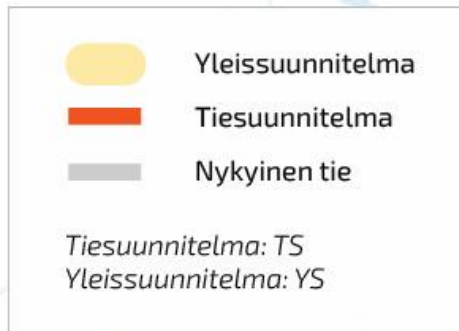 Yleissuunnitelma
Tiesuunnitelma
Nykyinen tie
Tiesuunnitelma: TS
Yleissuunnitelma: YS